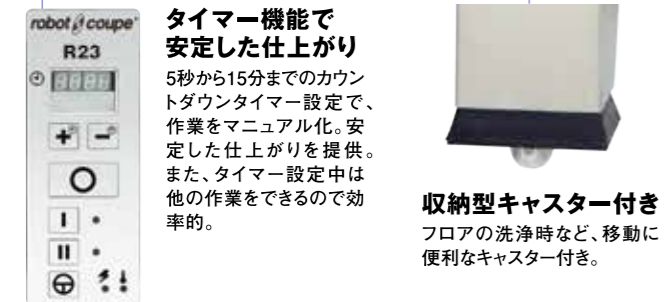 robot coupe®
R23
8888
+ -
O
I
II
タイマー機能で
安定した仕上がり
5秒から15分までのカウン
トダウンタイマー設定で、
作業をマニュアル化。安
定した仕上がりを提供。
また、タイマー設定中は
他の作業をできるので効
率的。
収納型キャスター付き
フロアの洗浄時など、移動に
便利なキャスター付き。